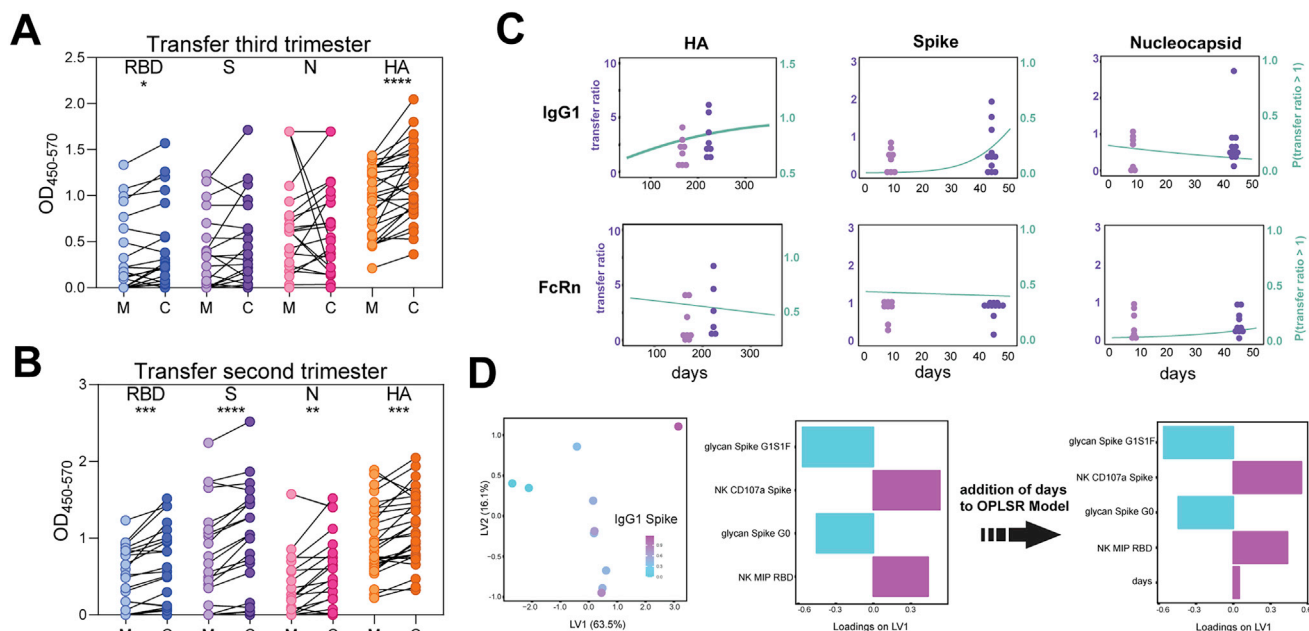 A
Transfer third trimester
RBD S N HA
* ****
2.5
2.0
1.5
1.0
0.5
0.0
OD450-570
M C M C M C M C
B
Transfer second trimester
RBD S N HA
*** **** ** ***
3
2
1
0
OD450-570
M C M C M C M C
C
HA Spike Nucleocapsid
IgG1
transfer ratio
10
5
0
1.5
1.0
0.5
100 200 300
3
2
1
0
1.0
0.5
0.0
0 10 20 30 40 50
3
2
1
0
1.0
0.5
0.0
0 10 20 30 40 50
P(transfer ratio > 1)
FcRn
transfer ratio
10
5
0
1.0
0.5
100 200 300
days
3
2
1
0
1.0
0.5
0.0
0 10 20 30 40 50
days
3
2
1
0
1.0
0.5
0.0
0 10 20 30 40 50
days
P(transfer ratio > 1)
D
LV2 (16.1%)
1.0
0.5
0.0
-0.5
-1.0
IgG1 Spike
-2.0 -1.0 0.0 1.0 3.0
LV1 (63.5%)
glycan Spike G1S1F
NK CD107a Spike
glycan Spike G0
NK MIP RBD
-0.6 0.0 0.3
Loadings on LV1
addition of days
to OPLSR Model
glycan Spike G1S1F
NK CD107a Spike
glycan Spike G0
NK MIP RBD
days
-0.6 -0.3 0.0 0.3 0.6
Loadings on LV1